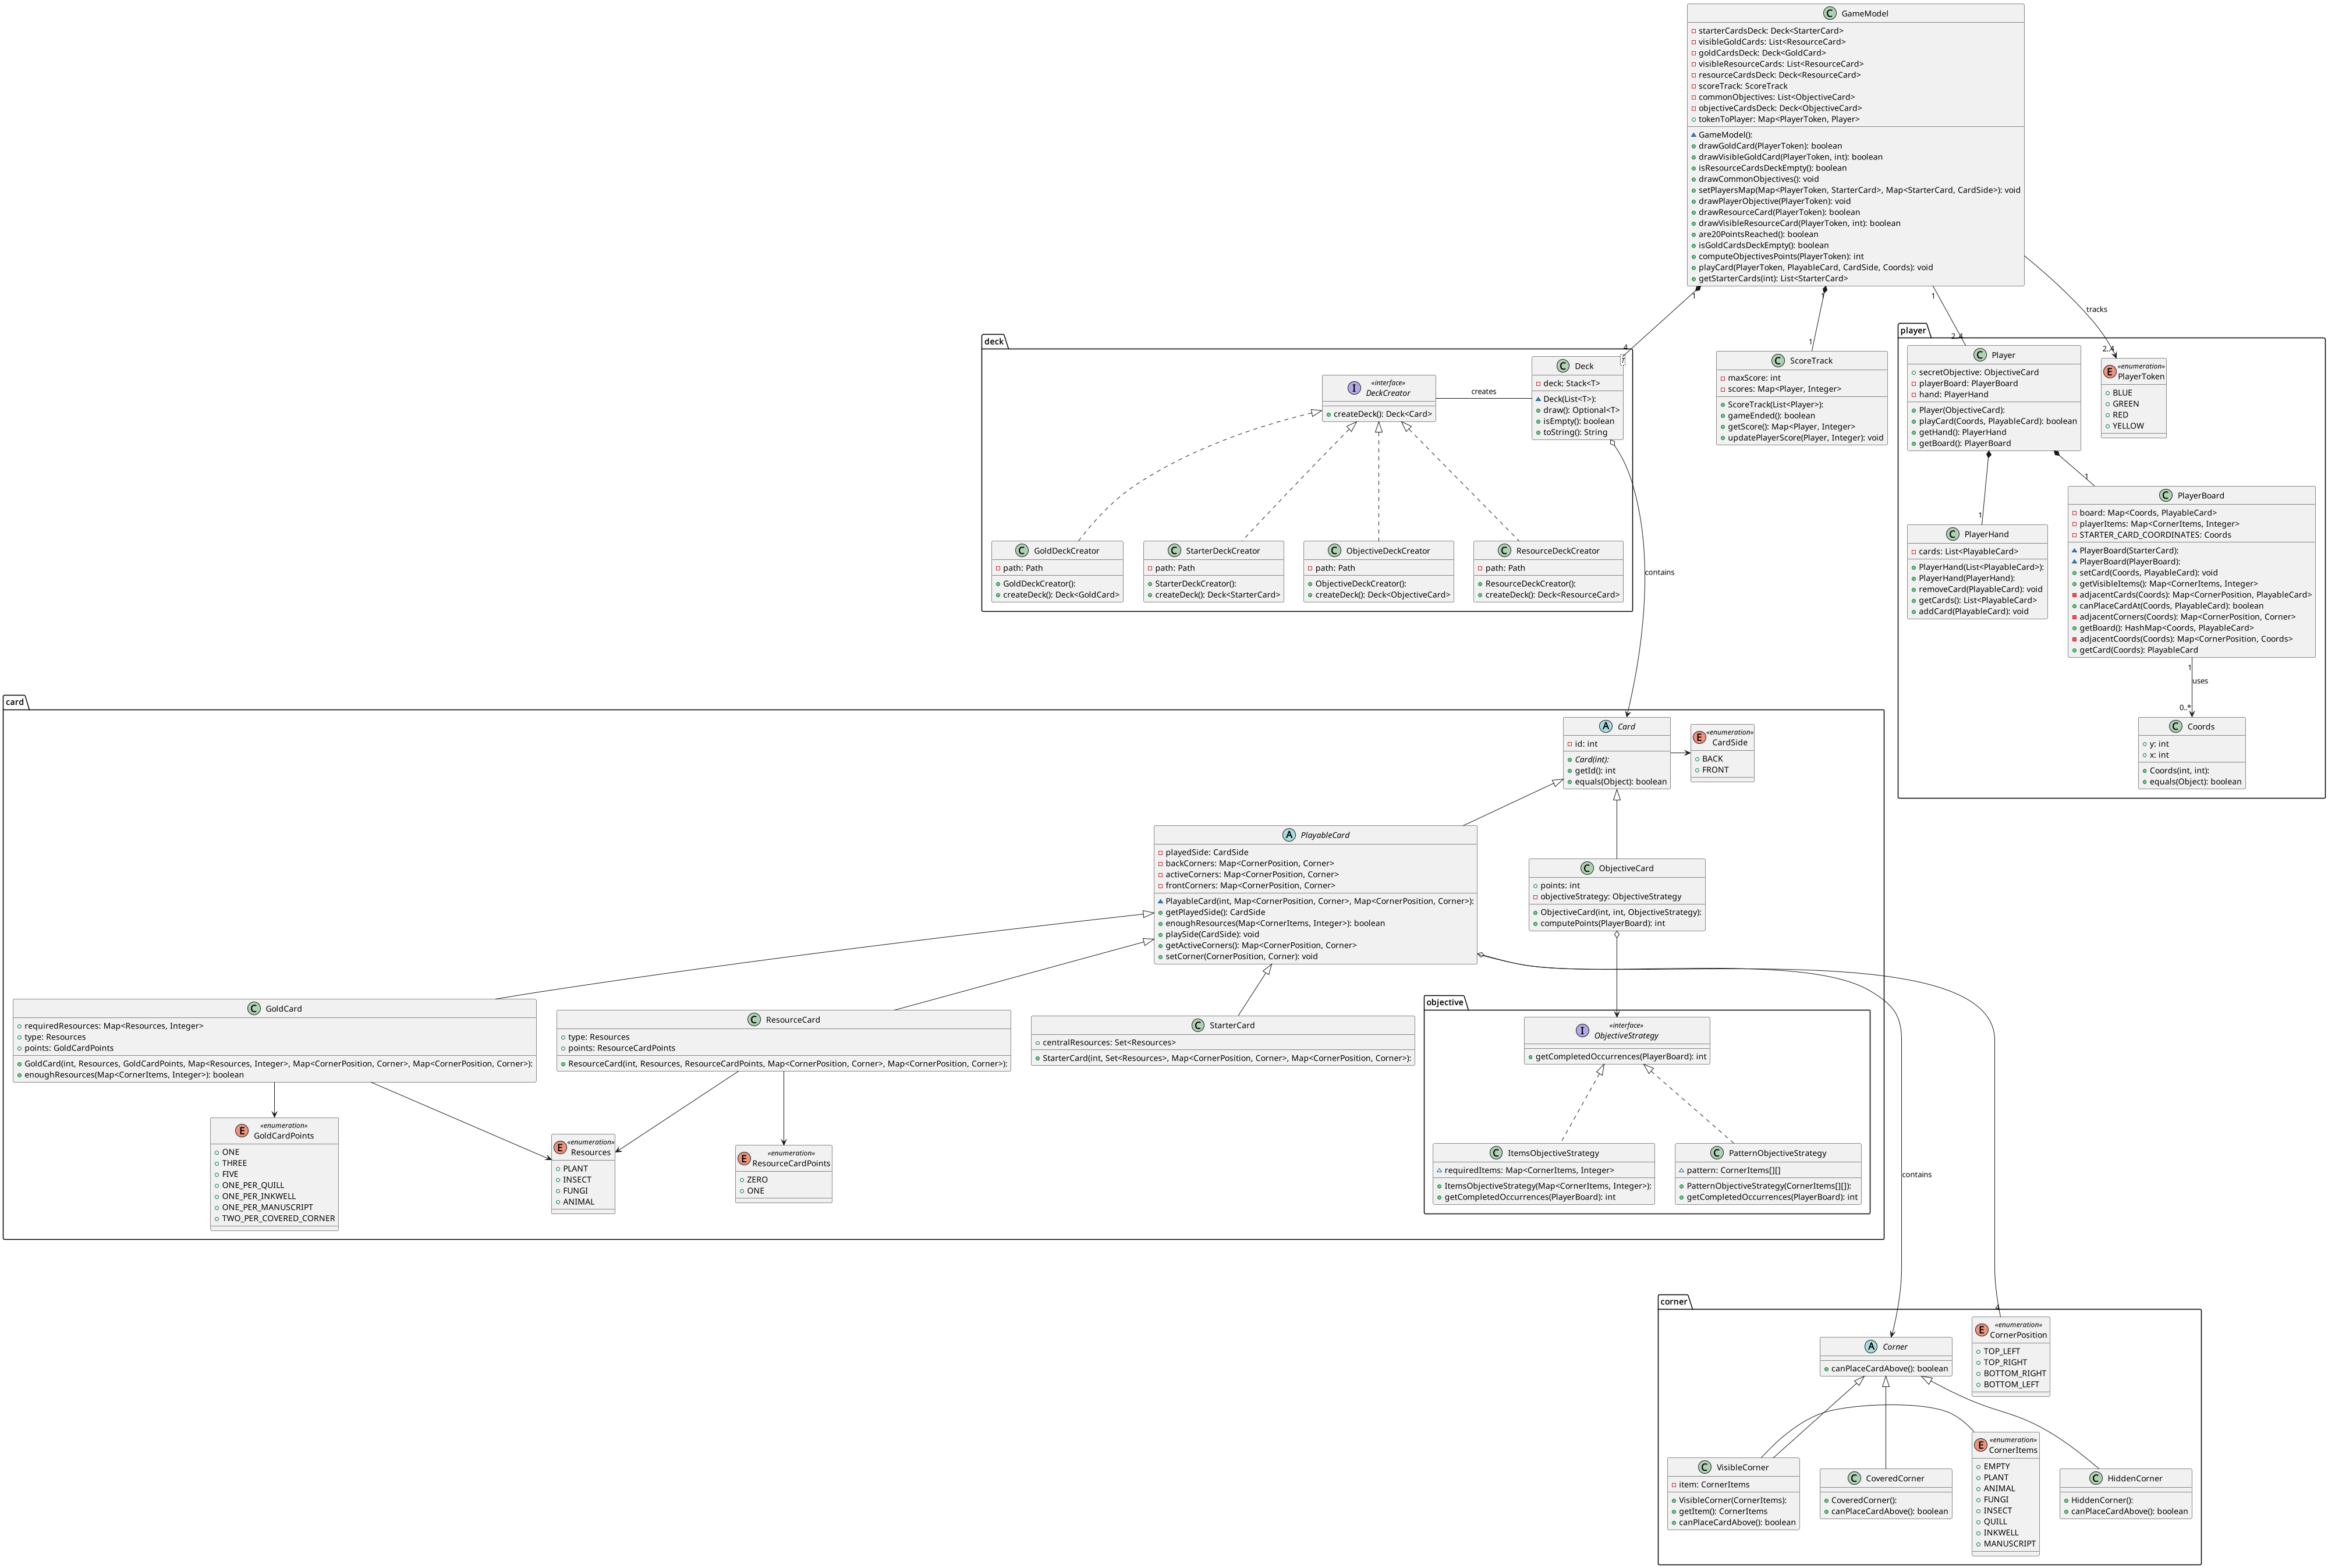 GameModel
starterCardsDeck: Deck<StarterCard>
visibleGoldCards: List<ResourceCard>
goldCardsDeck: Deck<GoldCard>
visibleResourceCards: List<ResourceCard>
resourceCardsDeck: Deck<ResourceCard>
scoreTrack: ScoreTrack
commonObjectives: List<ObjectiveCard>
objectiveCardsDeck: Deck<ObjectiveCard>
tokenToPlayer: Map<PlayerToken, Player>
GameModel():
drawGoldCard(PlayerToken): boolean
drawVisibleGoldCard(PlayerToken, int): boolean
isResourceCardsDeckEmpty(): boolean
drawCommonObjectives(): void
setPlayersMap(Map<PlayerToken, StarterCard>, Map<StarterCard, CardSide>): void
drawPlayerObjective(PlayerToken): void
drawResourceCard(PlayerToken): boolean
drawVisibleResourceCard(PlayerToken, int): boolean
are20PointsReached(): boolean
isGoldCardsDeckEmpty(): boolean
computeObjectivesPoints(PlayerToken): int
playCard(PlayerToken, PlayableCard, CardSide, Coords): void
getStarterCards(int): List<StarterCard>
1
1
1
tracks
deck
4
«interface»
DeckCreator
createDeck(): Deck<Card>
creates
Deck
T
deck: Stack<T>
Deck(List<T>):
draw(): Optional<T>
isEmpty(): boolean
toString(): String
GoldDeckCreator
path: Path
GoldDeckCreator():
createDeck(): Deck<GoldCard>
StarterDeckCreator
path: Path
StarterDeckCreator():
createDeck(): Deck<StarterCard>
ObjectiveDeckCreator
path: Path
ObjectiveDeckCreator():
createDeck(): Deck<ObjectiveCard>
ResourceDeckCreator
path: Path
ResourceDeckCreator():
createDeck(): Deck<ResourceCard>
contains
1
ScoreTrack
maxScore: int
scores: Map<Player, Integer>
ScoreTrack(List<Player>):
gameEnded(): boolean
getScore(): Map<Player, Integer>
updatePlayerScore(Player, Integer): void
player
2..4
2..4
Player
secretObjective: ObjectiveCard
playerBoard: PlayerBoard
hand: PlayerHand
Player(ObjectiveCard):
playCard(Coords, PlayableCard): boolean
getHand(): PlayerHand
getBoard(): PlayerBoard
«enumeration»
PlayerToken
BLUE
GREEN
RED
YELLOW
1
1
PlayerHand
cards: List<PlayableCard>
PlayerHand(List<PlayableCard>):
PlayerHand(PlayerHand):
removeCard(PlayableCard): void
getCards(): List<PlayableCard>
addCard(PlayableCard): void
PlayerBoard
board: Map<Coords, PlayableCard>
playerItems: Map<CornerItems, Integer>
STARTER_CARD_COORDINATES: Coords
PlayerBoard(StarterCard):
PlayerBoard(PlayerBoard):
setCard(Coords, PlayableCard): void
getVisibleItems(): Map<CornerItems, Integer>
adjacentCards(Coords): Map<CornerPosition, PlayableCard>
canPlaceCardAt(Coords, PlayableCard): boolean
adjacentCorners(Coords): Map<CornerPosition, Corner>
getBoard(): HashMap<Coords, PlayableCard>
adjacentCoords(Coords): Map<CornerPosition, Coords>
getCard(Coords): PlayableCard
1
uses
0..*
Coords
y: int
x: int
Coords(int, int):
equals(Object): boolean
card
Card
id: int
Card(int):
getId(): int
equals(Object): boolean
«enumeration»
CardSide
BACK
FRONT
PlayableCard
playedSide: CardSide
backCorners: Map<CornerPosition, Corner>
activeCorners: Map<CornerPosition, Corner>
frontCorners: Map<CornerPosition, Corner>
PlayableCard(int, Map<CornerPosition, Corner>, Map<CornerPosition, Corner>):
getPlayedSide(): CardSide
enoughResources(Map<CornerItems, Integer>): boolean
playSide(CardSide): void
getActiveCorners(): Map<CornerPosition, Corner>
setCorner(CornerPosition, Corner): void
ObjectiveCard
points: int
objectiveStrategy: ObjectiveStrategy
ObjectiveCard(int, int, ObjectiveStrategy):
computePoints(PlayerBoard): int
GoldCard
requiredResources: Map<Resources, Integer>
type: Resources
points: GoldCardPoints
GoldCard(int, Resources, GoldCardPoints, Map<Resources, Integer>, Map<CornerPosition, Corner>, Map<CornerPosition, Corner>):
enoughResources(Map<CornerItems, Integer>): boolean
ResourceCard
type: Resources
points: ResourceCardPoints
ResourceCard(int, Resources, ResourceCardPoints, Map<CornerPosition, Corner>, Map<CornerPosition, Corner>):
StarterCard
centralResources: Set<Resources>
StarterCard(int, Set<Resources>, Map<CornerPosition, Corner>, Map<CornerPosition, Corner>):
objective
«interface»
ObjectiveStrategy
getCompletedOccurrences(PlayerBoard): int
ItemsObjectiveStrategy
requiredItems: Map<CornerItems, Integer>
ItemsObjectiveStrategy(Map<CornerItems, Integer>):
getCompletedOccurrences(PlayerBoard): int
PatternObjectiveStrategy
pattern: CornerItems[][]
PatternObjectiveStrategy(CornerItems[][]):
getCompletedOccurrences(PlayerBoard): int
«enumeration»
GoldCardPoints
ONE
THREE
FIVE
ONE_PER_QUILL
ONE_PER_INKWELL
ONE_PER_MANUSCRIPT
TWO_PER_COVERED_CORNER
«enumeration»
Resources
PLANT
INSECT
FUNGI
ANIMAL
«enumeration»
ResourceCardPoints
ZERO
ONE
contains
corner
4
Corner
canPlaceCardAbove(): boolean
«enumeration»
CornerPosition
TOP_LEFT
TOP_RIGHT
BOTTOM_RIGHT
BOTTOM_LEFT
VisibleCorner
item: CornerItems
VisibleCorner(CornerItems):
getItem(): CornerItems
canPlaceCardAbove(): boolean
CoveredCorner
CoveredCorner():
canPlaceCardAbove(): boolean
«enumeration»
CornerItems
EMPTY
PLANT
ANIMAL
FUNGI
INSECT
QUILL
INKWELL
MANUSCRIPT
HiddenCorner
HiddenCorner():
canPlaceCardAbove(): boolean